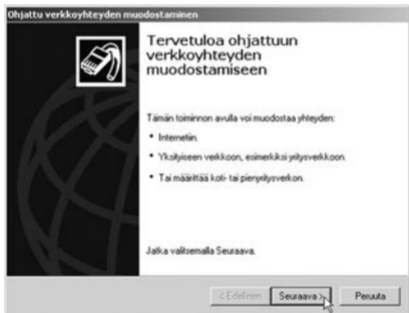 Ohjattu verkkoyhteyden muodostaminen
Tervetuloa ohjattuun
verkkoyhteyden
muodostamiseen
Tämän toiminnon avulla voi muodostaa yhteyden:
• Internetiin.
• Yksityiseen verkkoon, esimerkiksi yritysverkkoon.
• Tai määrittää koti- tai pienyritysverkon.
Jatka valitsemalla Seuraava.
< Edellinen Seuraava > Peruuta